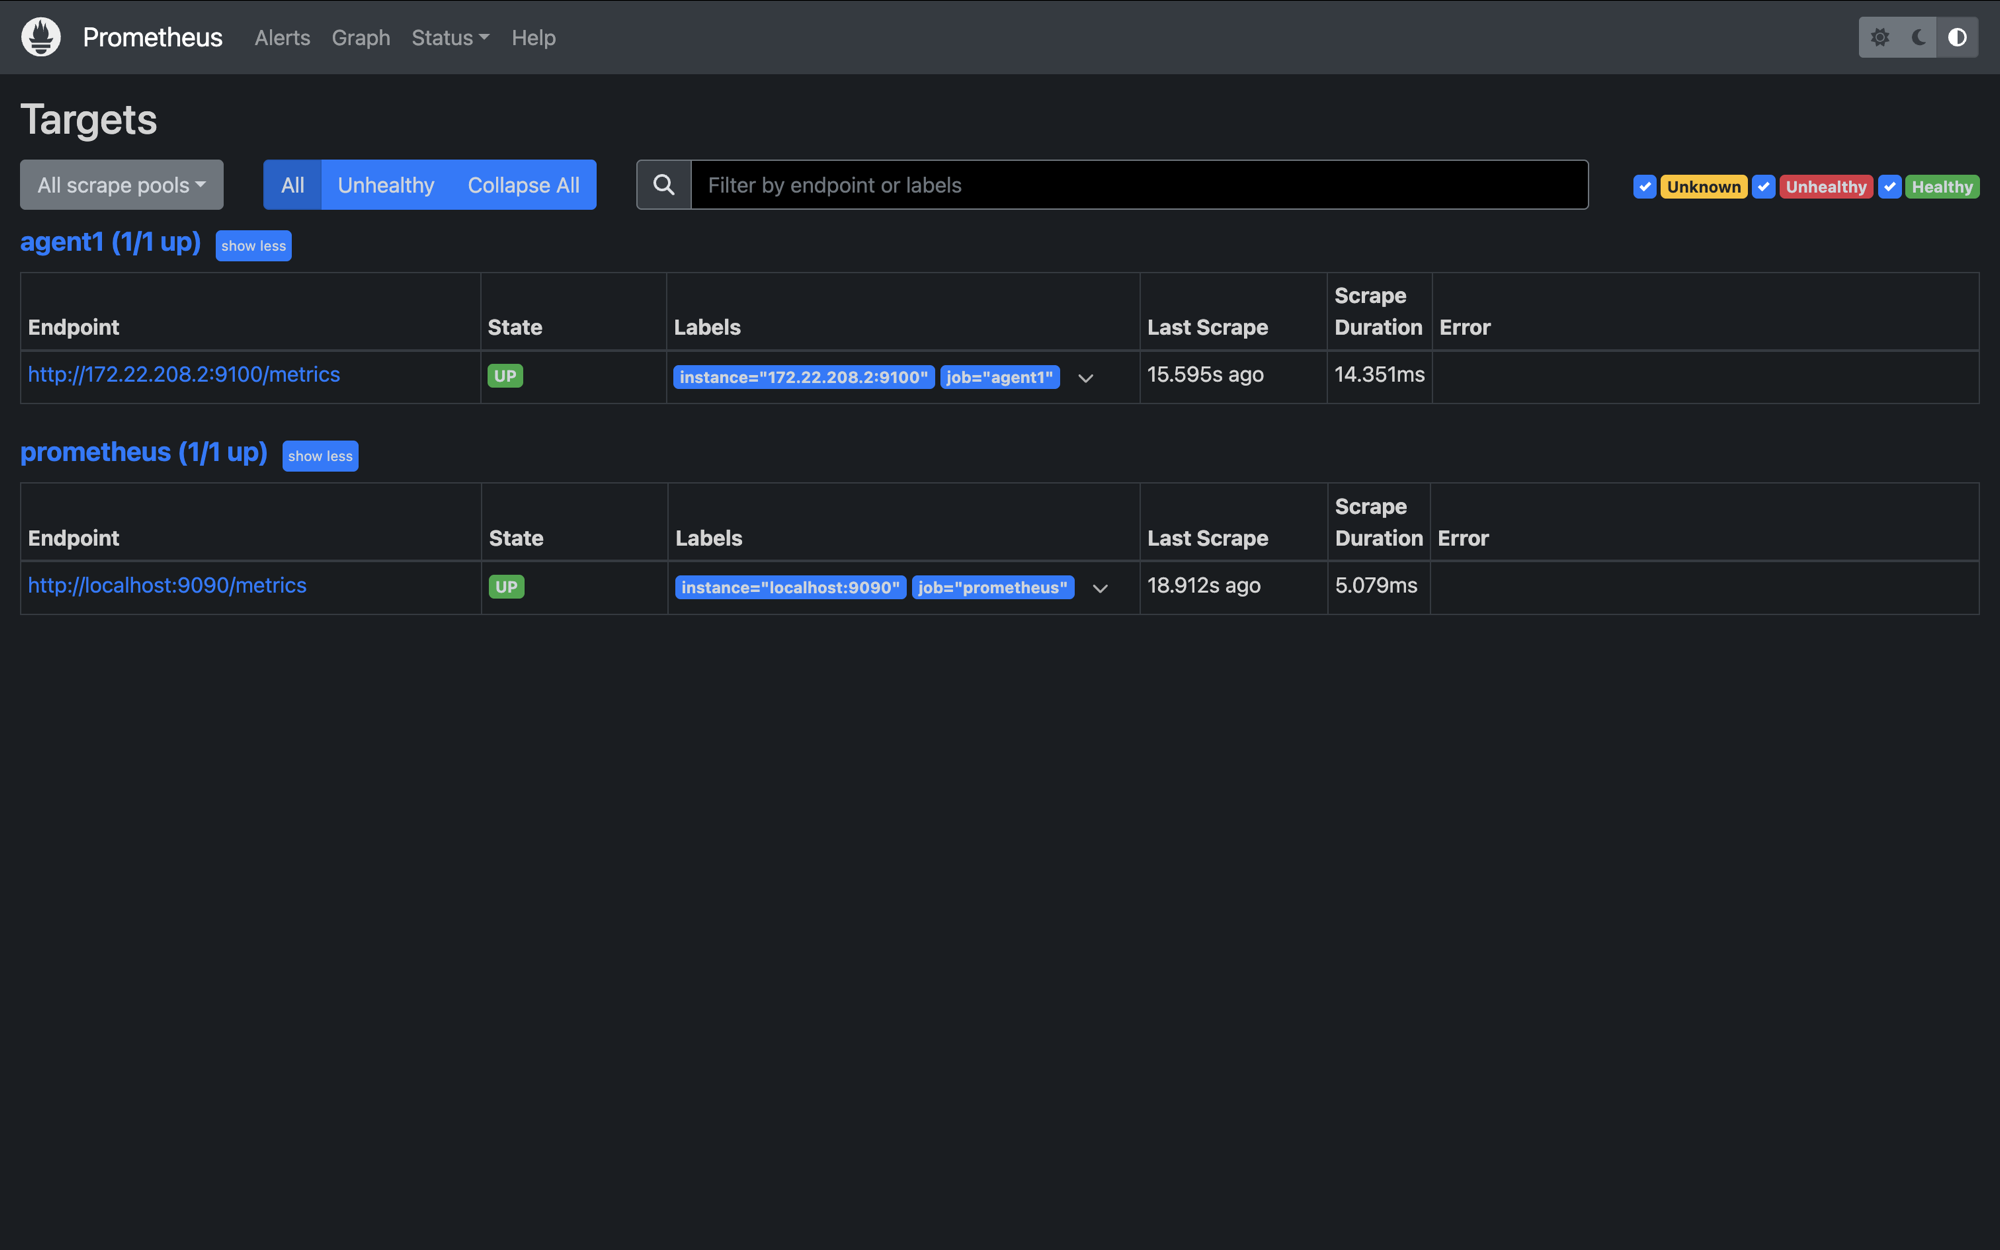 Prometheus Alerts Graph Status Help
Targets
All scrape pools All Unhealthy Collapse All Filter by endpoint or labels Unknown Unhealthy Healthy
agent1 (1/1 up) show less
Endpoint State Labels Last Scrape Scrape Duration Error
http://172.22.208.2:9100/metrics UP instance="172.22.208.2:9100" job="agent1" 15.595s ago 14.351ms
prometheus (1/1 up) show less
Endpoint State Labels Last Scrape Scrape Duration Error
http://localhost:9090/metrics UP instance="localhost:9090" job="prometheus" 18.912s ago 5.079ms